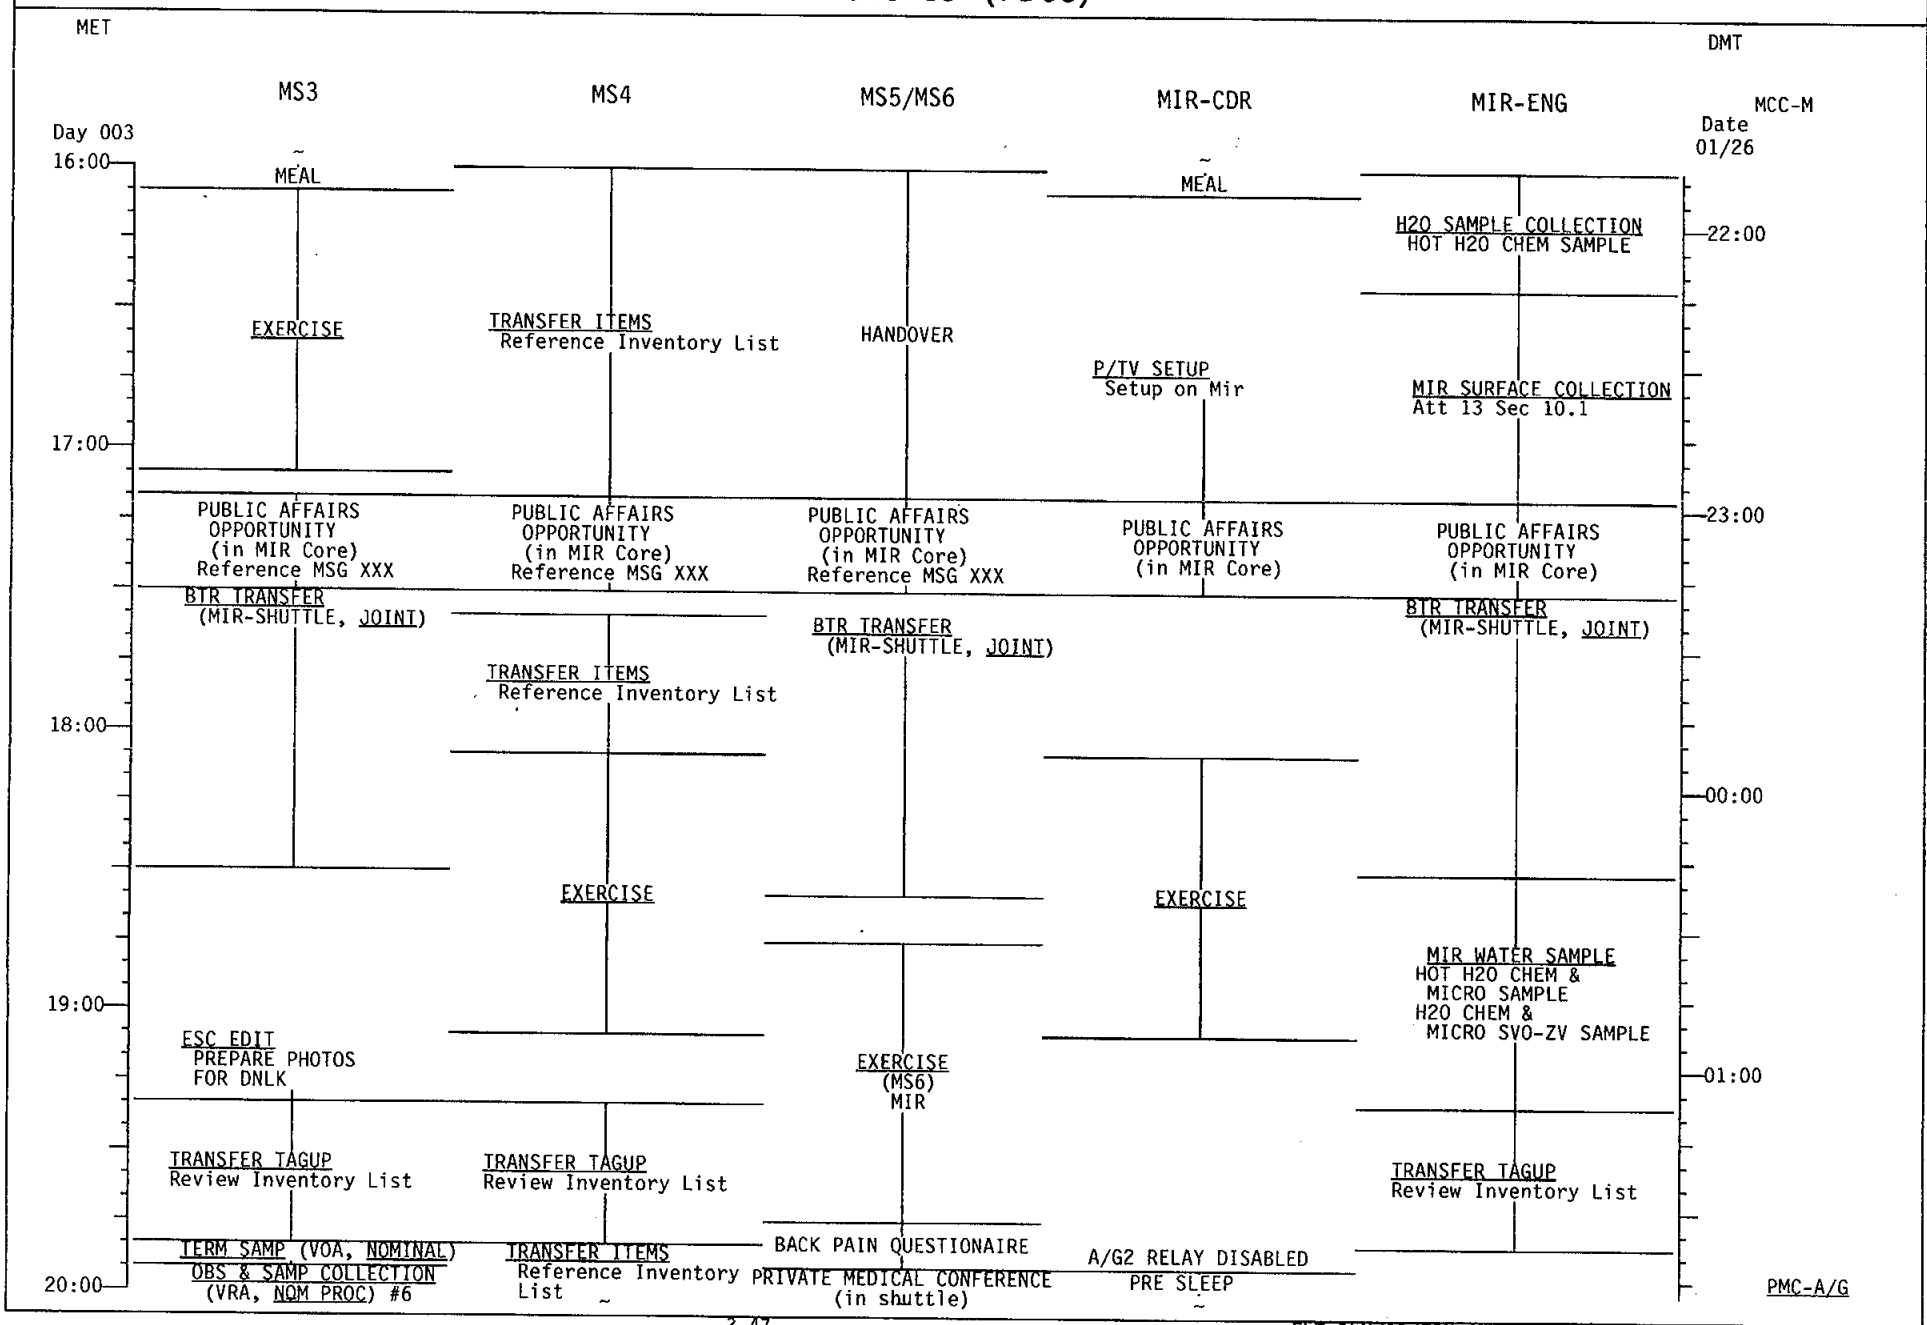 MET
DMT
MS3
MS4
MS5/MS6
MIR-CDR
MIR-ENG
MCC-M
Day 003
Date
01/26
16:00
~
MEAL
~
MEAL
H2O SAMPLE COLLECTION
HOT H2O CHEM SAMPLE
22:00
EXERCISE
TRANSFER ITEMS
Reference Inventory List
HANDOVER
P/TV SETUP
Setup on Mir
MIR SURFACE COLLECTION
Att 13 Sec 10.1
17:00
PUBLIC AFFAIRS
OPPORTUNITY
(in MIR Core)
Reference MSG XXX
PUBLIC AFFAIRS
OPPORTUNITY
(in MIR Core)
Reference MSG XXX
PUBLIC AFFAIRS
OPPORTUNITY
(in MIR Core)
Reference MSG XXX
PUBLIC AFFAIRS
OPPORTUNITY
(in MIR Core)
PUBLIC AFFAIRS
OPPORTUNITY
(in MIR Core)
23:00
BTR TRANSFER
(MIR-SHUTTLE, JOINT)
TRANSFER ITEMS
Reference Inventory List
BTR TRANSFER
(MIR-SHUTTLE, JOINT)
BTR TRANSFER
(MIR-SHUTTLE, JOINT)
18:00
00:00
EXERCISE
EXERCISE
MIR WATER SAMPLE
HOT H2O CHEM &
MICRO SAMPLE
H2O CHEM &
MICRO SVO-ZV SAMPLE
19:00
ESC EDIT
PREPARE PHOTOS
FOR DNLK
EXERCISE
(MS6)
MIR
01:00
TRANSFER TAGUP
Review Inventory List
TRANSFER TAGUP
Review Inventory List
TRANSFER TAGUP
Review Inventory List
TERM SAMP (VOA, NOMINAL)
OBS & SAMP COLLECTION
(VRA, NOM PROC) #6
TRANSFER ITEMS
Reference Inventory
List
~
BACK PAIN QUESTIONAIRE
PRIVATE MEDICAL CONFERENCE
(in shuttle)
A/G2 RELAY DISABLED
PRE SLEEP
~
20:00
PMC-A/G